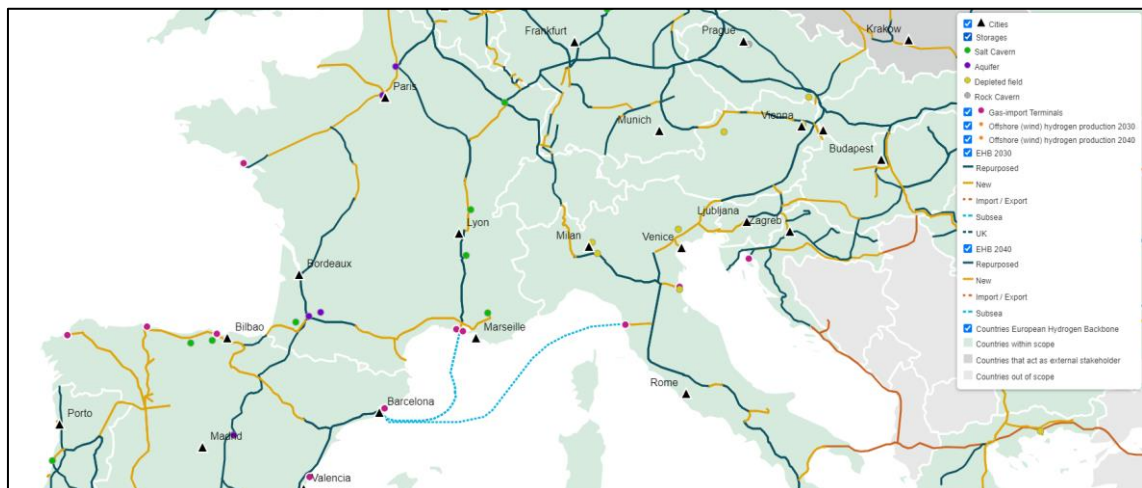 Frankfurt
Prague
Kraków
Paris
Munich
Vienna
Budapest
Lyon
Milan
Venice
Ljubljana
Zagreb
Bordeaux
Bilbao
Marseille
Porto
Madrid
Barcelona
Rome
Valencia
Cities
Storages
Salt Cavern
Aquifer
Depleted field
Rock Cavern
Gas-import Terminals
Offshore (wind) hydrogen production 2030
Offshore (wind) hydrogen production 2040
EHB 2030
Repurposed
New
Import / Export
Subsea
UK
EHB 2040
Repurposed
New
Import / Export
Subsea
Countries European Hydrogen Backbone
Countries within scope
Countries that act as external stakeholder
Countries out of scope